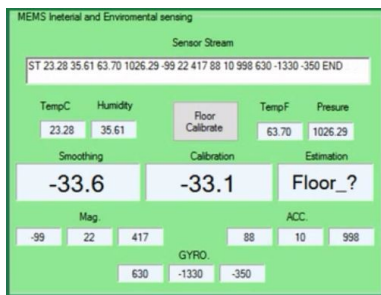 MEMS Ineterial and Enviromental sensing
Sensor Stream
ST 23.28 35.61 63.70 1026.29 -99 22 417 88 10 998 630 -1330 -350 END
TempC Humidity TempF Presure
23.28 35.61 Floor Calibrate 63.70 1026.29
Smoothing Calibration Estimation
-33.6 -33.1 Floor_?
Mag. ACC.
-99 22 417 88 10 998
GYRO.
630 -1330 -350